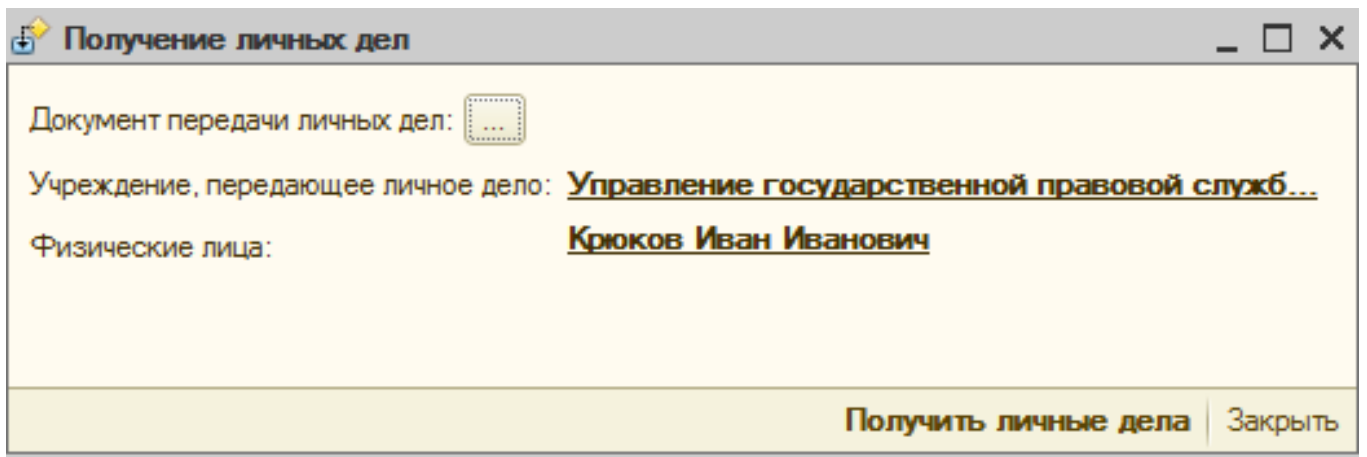 Получение личных дел
Документ передачи личных дел: ...
Учреждение, передающее личное дело: Управление государственной правовой служб...
Физические лица: Крюков Иван Иванович
Получить личные дела Закрыть